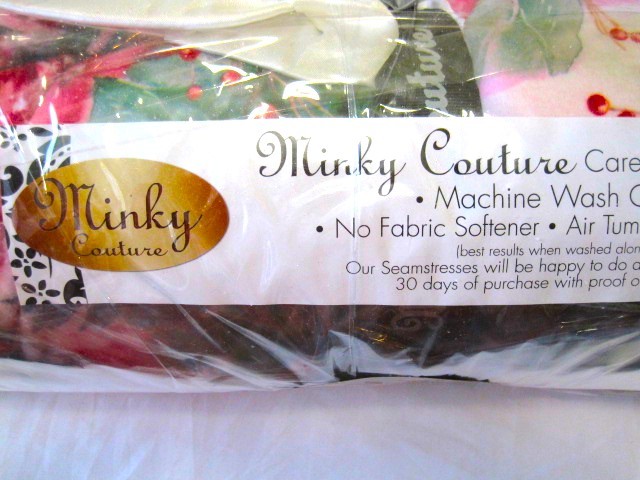 outure
Minky Couture Care
• Machine Wash C
• No Fabric Softener • Air Tum
(best results when washed alon
Our Seamstresses will be happy to do a
30 days of purchase with proof o
Minky
Couture